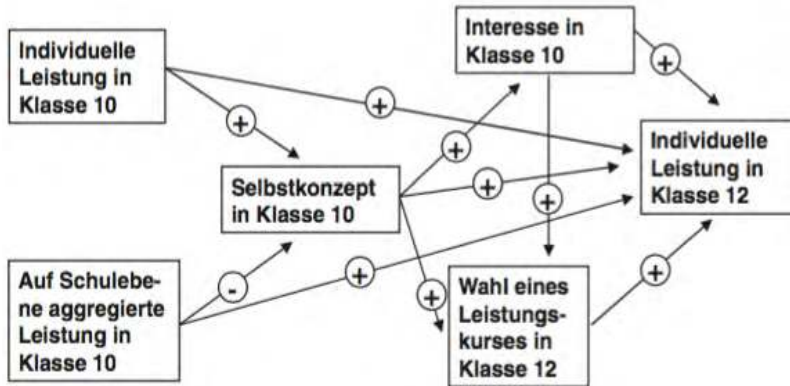 Individuelle
Leistung in
Klasse 10
+
+
Interesse in
Klasse 10
+
Selbstkonzept
in Klasse 10
+
+
+
Individuelle
Leistung in
Klasse 12
Auf Schulebe-
ne aggregierte
Leistung in
Klasse 10
-
+
+
Wahl eines
Leistungs-
kurses in
Klasse 12
+